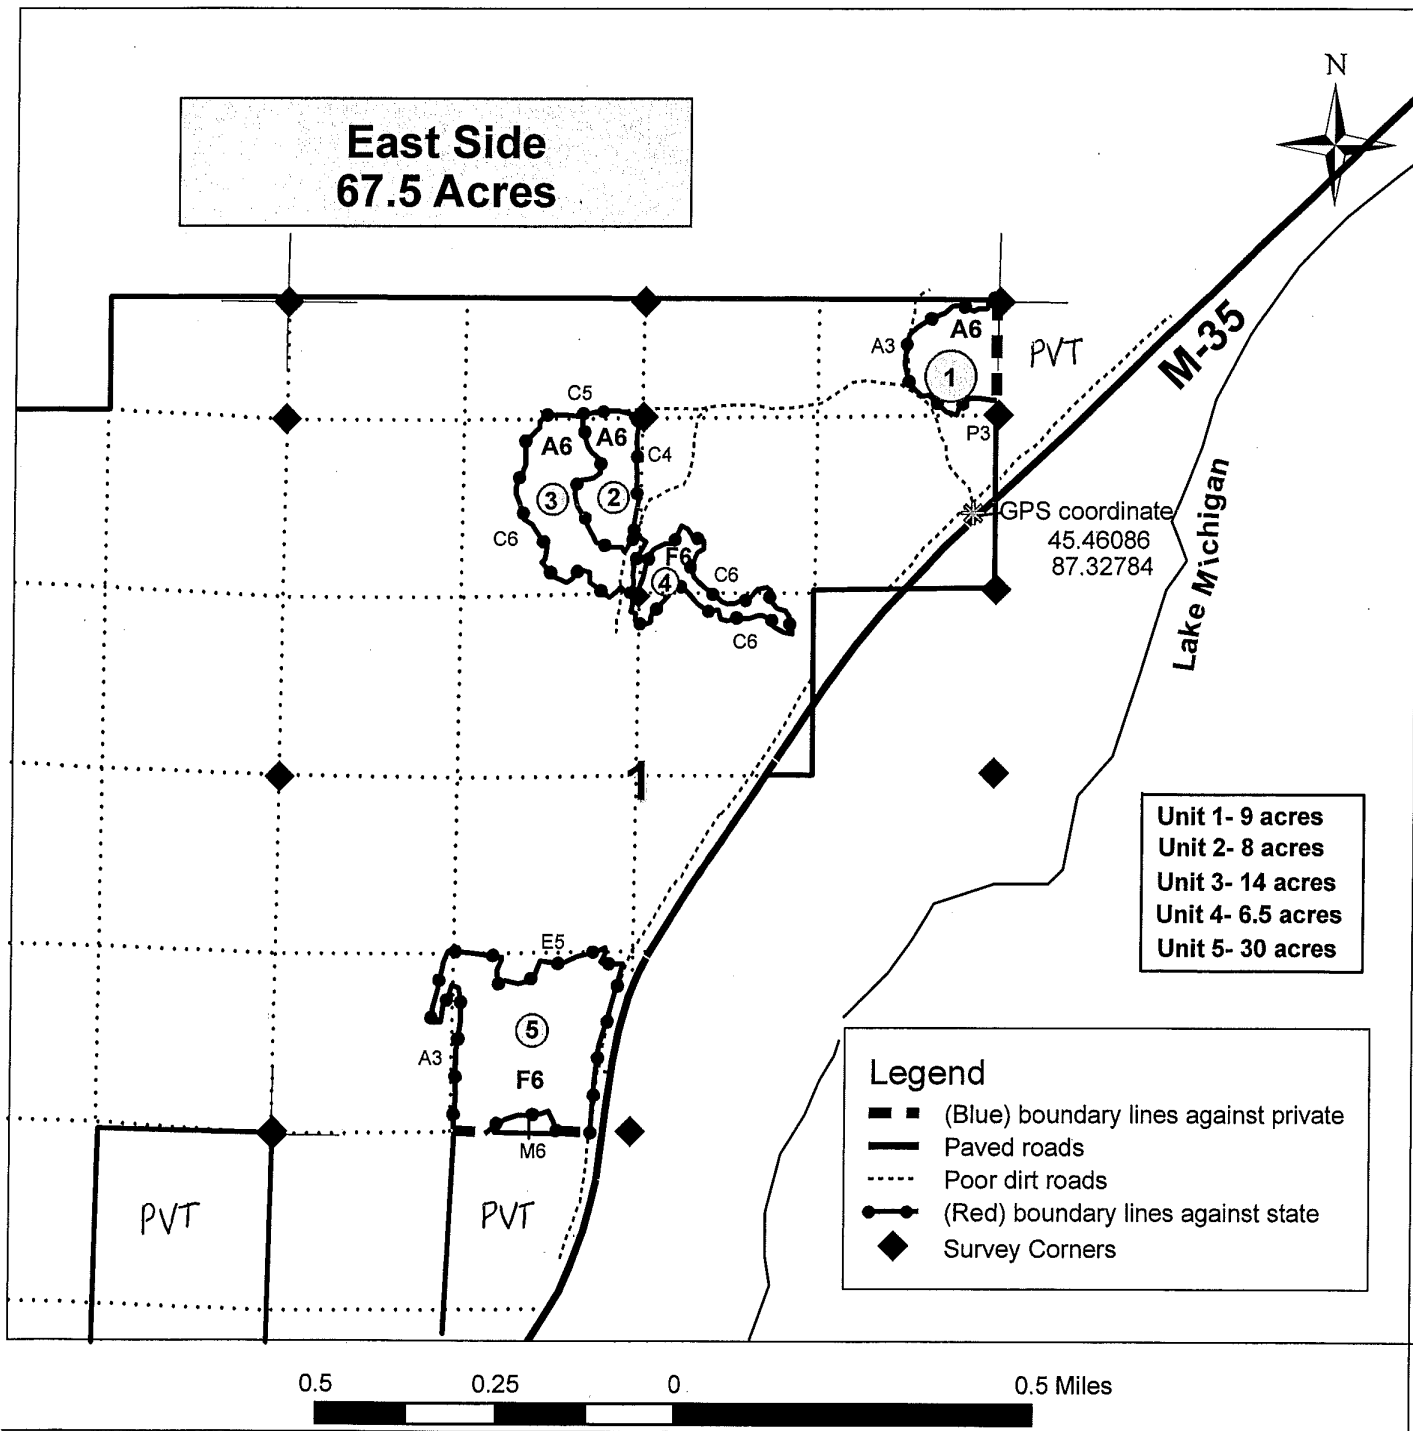 East Side
67.5 Acres
N
M-35
A6
A3
1
PVT
P3
C5
A6
A6
C4
3
2
C6
GPS coordinate
45.46086
87.32784
Lake Michigan
F6
4
C6
C6
1
Unit 1- 9 acres
Unit 2- 8 acres
Unit 3- 14 acres
Unit 4- 6.5 acres
Unit 5- 30 acres
E5
5
A3
F6
M6
PVT
PVT
Legend
(Blue) boundary lines against private
Paved roads
Poor dirt roads
(Red) boundary lines against state
Survey Corners
0.5 0.25 0 0.5 Miles